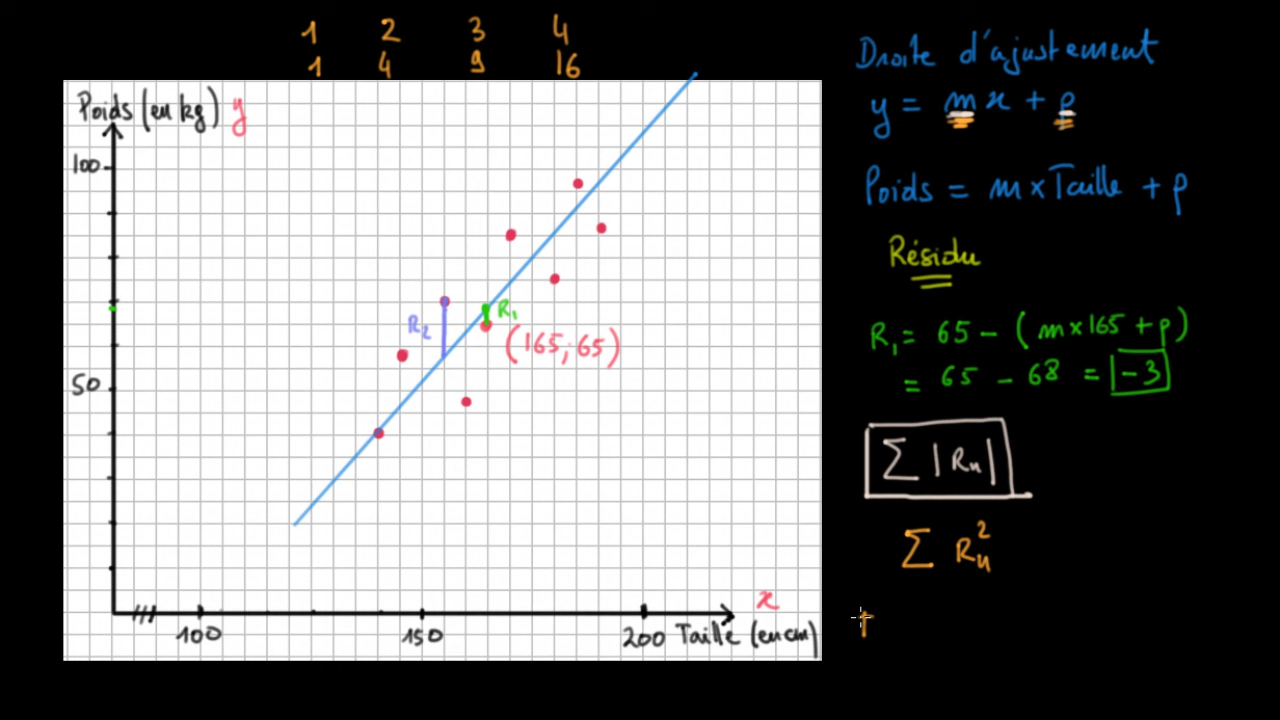 1 2 3 4
1 4 9 16
Poids (en kg) y
100
50
R₂
R₁
(165; 65)
x
100 150 200 Taille (en cm)
Droite d'ajustement
y = m x + p
Poids = m × Taille + p
Résidu
R₁ = 65 - (m × 165 + p)
= 65 - 68 = -3
∑ |Rₙ|
∑ Rₙ²